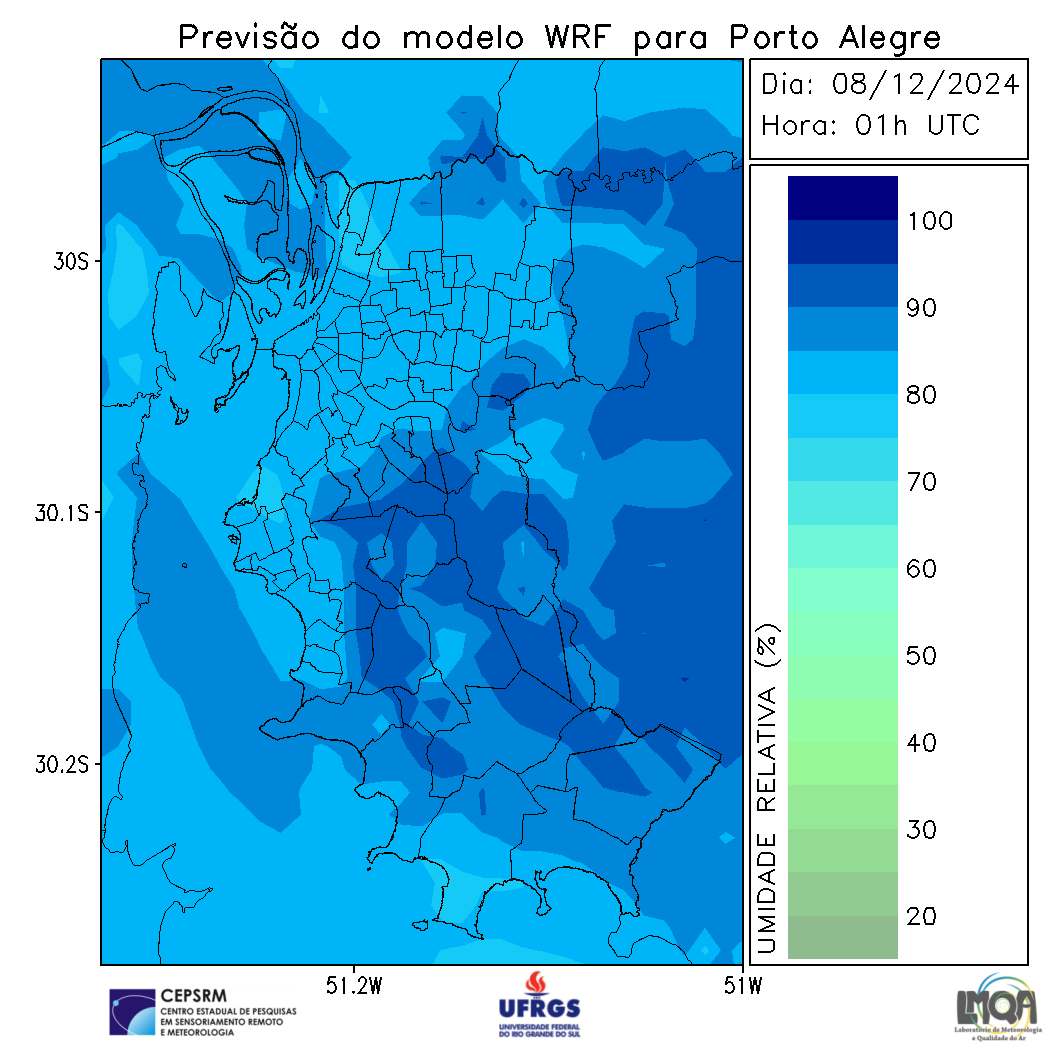 Previsão do modelo WRF para Porto Alegre
Dia: 08/12/2024
Hora: 01h UTC
30S
30.1S
30.2S
51.2W
51W
100
90
80
70
60
50
40
30
20
UMIDADE RELATIVA (%)
CEPSRM
CENTRO ESTADUAL DE PESQUISAS
EM SENSORIAMENTO REMOTO
E METEOROLOGIA
UFRGS
UNIVERSIDADE FEDERAL
DO RIO GRANDE DO SUL
LMQA
Laboratório de Meteorologia
e Qualidade do Ar